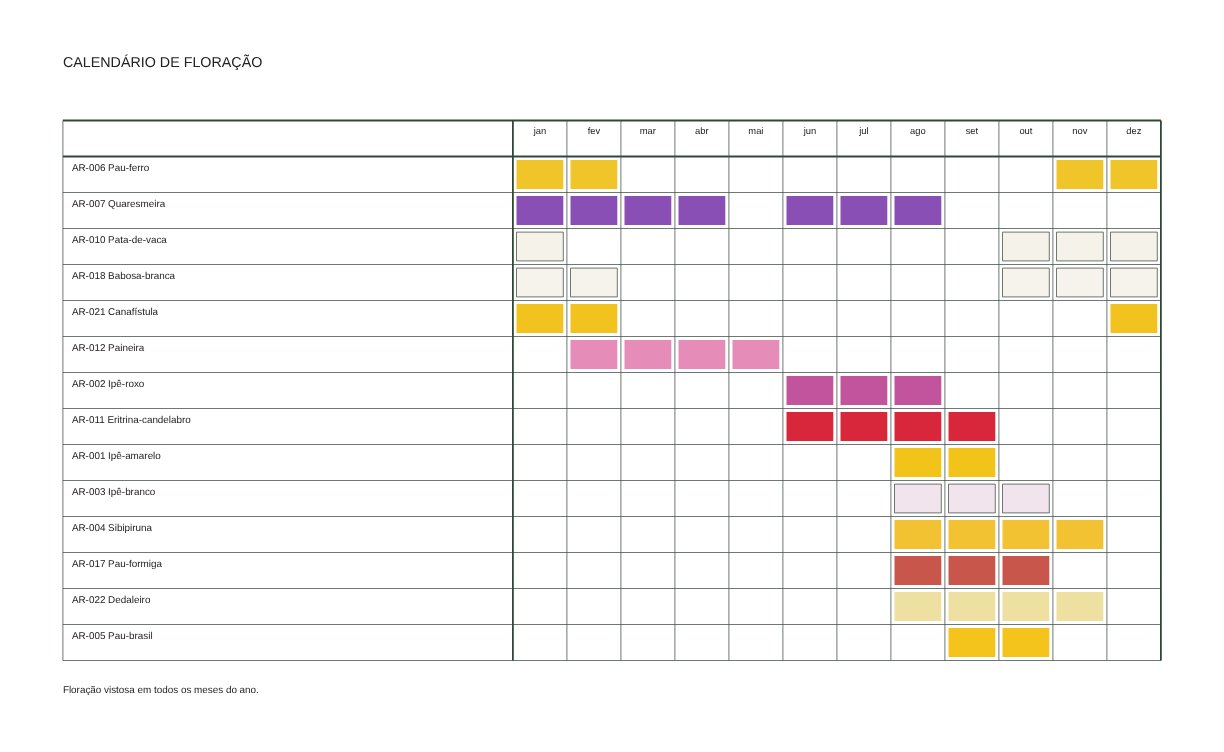 CALENDÁRIO DE FLORAÇÃO
jan fev mar abr mai jun jul ago set out nov dez
AR-006 Pau-ferro
AR-007 Quaresmeira
AR-010 Pata-de-vaca
AR-018 Babosa-branca
AR-021 Canafístula
AR-012 Paineira
AR-002 Ipê-roxo
AR-011 Eritrina-candelabro
AR-001 Ipê-amarelo
AR-003 Ipê-branco
AR-004 Sibipiruna
AR-017 Pau-formiga
AR-022 Dedaleiro
AR-005 Pau-brasil
Floração vistosa em todos os meses do ano.